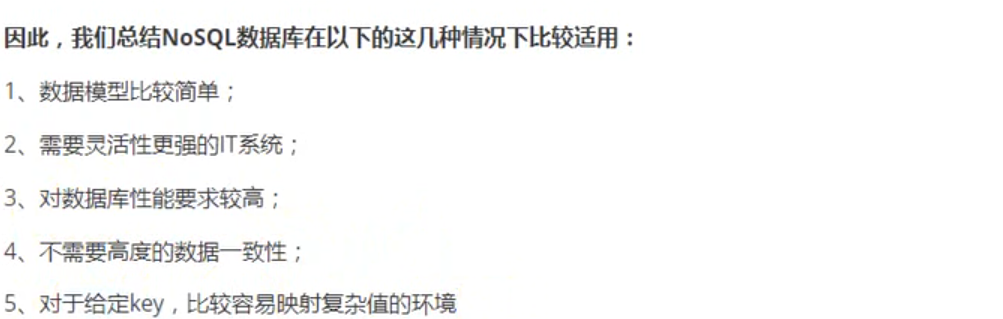 因此，我们总结NoSQL数据库在以下的这几种情况下比较适用：
1、数据模型比较简单；
2、需要灵活性更强的IT系统；
3、对数据库性能要求较高；
4、不需要高度的数据一致性；
5、对于给定key，比较容易映射复杂值的环境